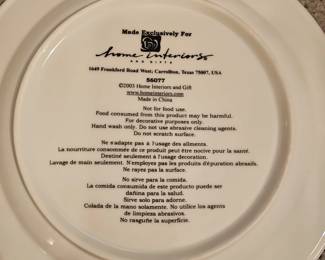 Made Exclusively For
home interiors
AND GIFTS
1649 Frankford Road West; Carrollton, Texas 75007, USA
56077
©2003 Home Interiors and Gift
www.homeinteriors.com
Made in China
Not for food use.
Food consumed from this product may be harmful.
For decorative purposes only.
Hand wash only. Do not use abrasive cleaning agents.
Do not scratch surface.
Ne s'adapte pas à l'usage des aliments.
La nourriture consommée de ce produit peut être nocive pour la santé.
Destiné seulement à l'usage de décoration.
Lavage de main seulement. N'employez pas les produits d'épuration abrasifs.
Ne rayez pas la surface.
No sirve para la comida.
La comida consumida de este producto puede ser
dañina para la salud.
Sirve solo para adorno.
Colada de la mano solamente. No utilice los agents
de limpieza abrasivos.
No rasguñe la superficie.